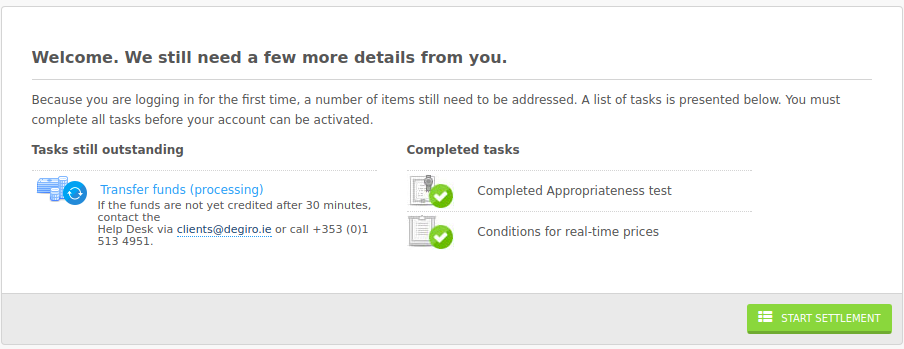 Welcome. We still need a few more details from you.
Because you are logging in for the first time, a number of items still need to be addressed. A list of tasks is presented below. You must
complete all tasks before your account can be activated.
Tasks still outstanding
Transfer funds (processing)
If the funds are not yet credited after 30 minutes,
contact the
Help Desk via clients@degiro.ie or call +353 (0)1
513 4951.
Completed tasks
Completed Appropriateness test
Conditions for real-time prices
START SETTLEMENT